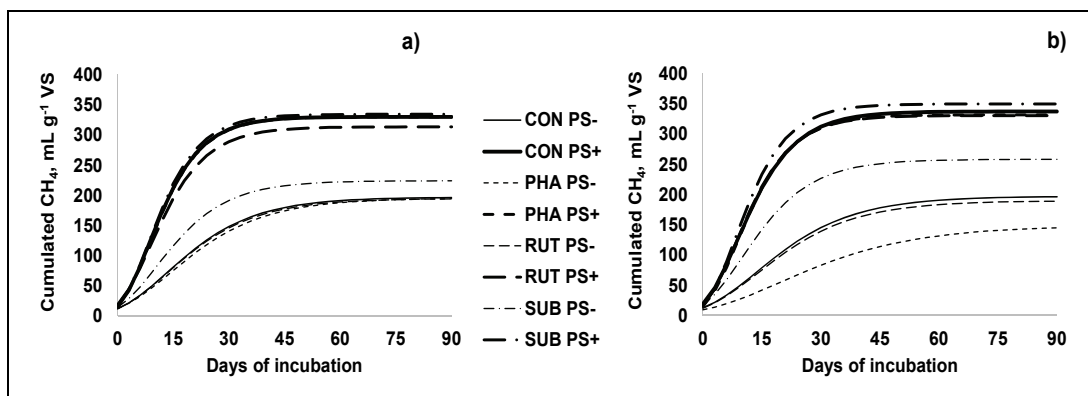 a)
Cumulated CH4, mL g-1 VS
400
350
300
250
200
150
100
50
0
0 15 30 45 60 75 90
Days of incubation
CON PS-
CON PS+
PHA PS-
PHA PS+
RUT PS-
RUT PS+
SUB PS-
SUB PS+
b)
Cumulated CH4, mL g-1 VS
400
350
300
250
200
150
100
50
0
0 15 30 45 60 75 90
Days of incubation